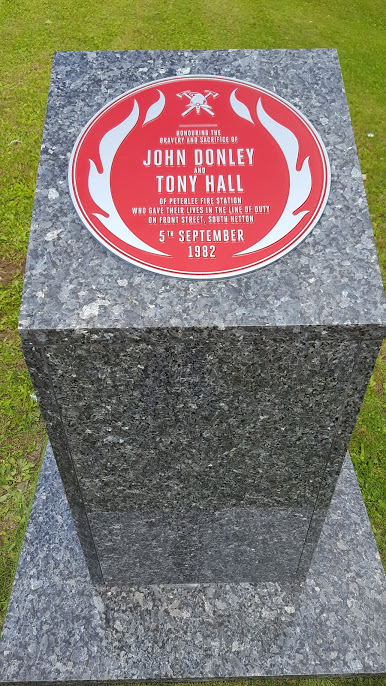 HONOURING THE
BRAVERY AND SACRIFICE OF
JOHN DONLEY
AND
TONY HALL
OF PETERLEE FIRE STATION
WHO GAVE THEIR LIVES IN THE LINE OF DUTY
ON FRONT STREET, SOUTH HETTON
5TH SEPTEMBER
1982